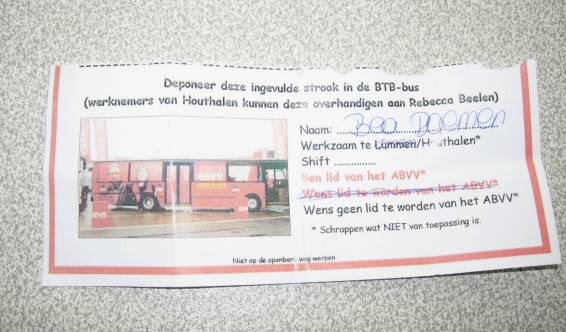 Deponeer deze ingevulde strook in de BTB-bus
(werknemers van Houthalen kunnen deze overhandigen aan Rebecca Beelen)
Naam: Bea Daemen
Werkzaam te Lummen/Houthalen*
Shift ..............
Ben lid van het ABVV*
Wens lid te worden van het ABVV*
Wens geen lid te worden van het ABVV*
* Schrappen wat NIET van toepassing is.
ABVV
Niet op de openbare weg werpen